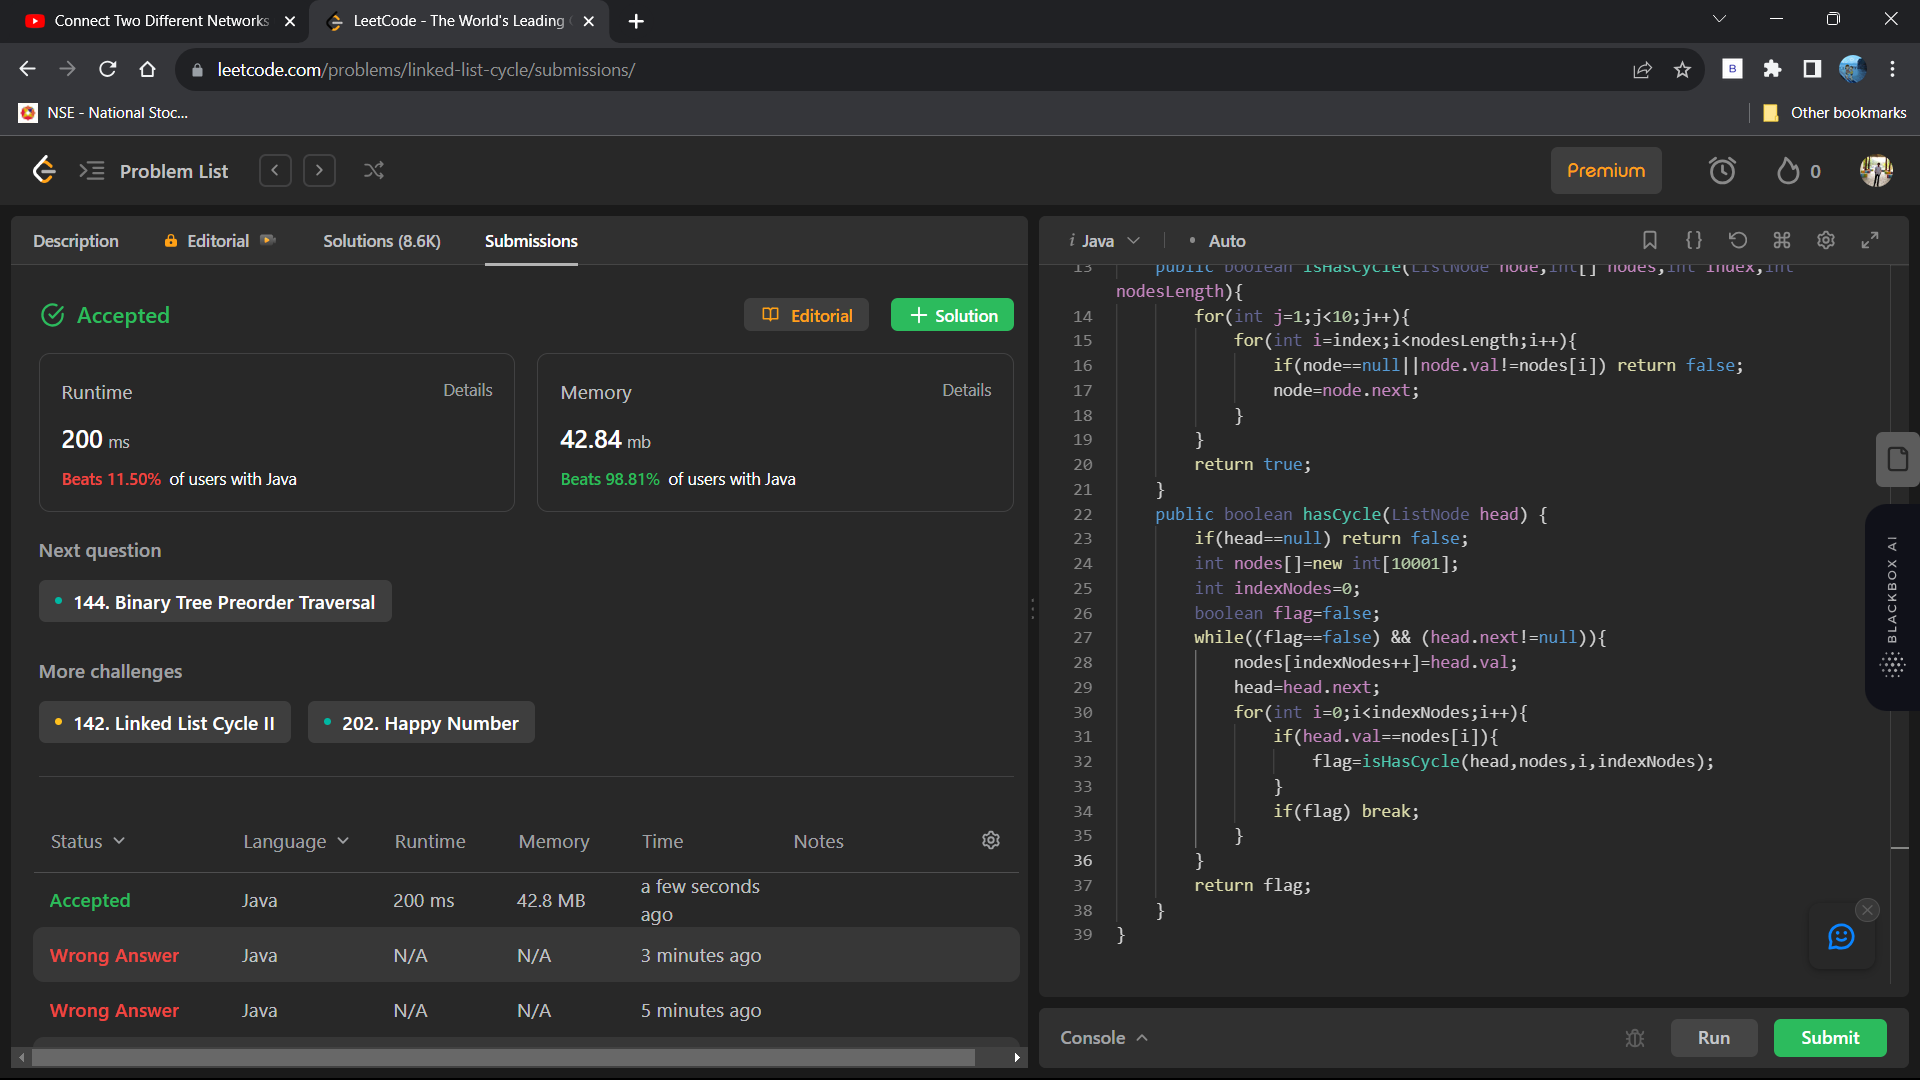 Connect Two Different Networks
LeetCode - The World's Leading
leetcode.com/problems/linked-list-cycle/submissions/
B
NSE - National Stoc...
Other bookmarks
Problem List
Premium
0
Description
Editorial
Solutions (8.6K)
Submissions
Accepted
Editorial
Solution
Runtime
Details
200 ms
Beats 11.50% of users with Java
Memory
Details
42.84 mb
Beats 98.81% of users with Java
Next question
144. Binary Tree Preorder Traversal
More challenges
142. Linked List Cycle II
202. Happy Number
Status
Language
Runtime
Memory
Time
Notes
Accepted
Java
200 ms
42.8 MB
a few seconds
ago
Wrong Answer
Java
N/A
N/A
3 minutes ago
Wrong Answer
Java
N/A
N/A
5 minutes ago
i Java
• Auto
13 public boolean isHasCycle(ListNode node,int[] nodes,int index,int
nodesLength){
14 for(int j=1;j<10;j++){
15 for(int i=index;i<nodesLength;i++){
16 if(node==null||node.val!=nodes[i]) return false;
17 node=node.next;
18 }
19 }
20 return true;
21 }
22 public boolean hasCycle(ListNode head) {
23 if(head==null) return false;
24 int nodes[]=new int[10001];
25 int indexNodes=0;
26 boolean flag=false;
27 while((flag==false) && (head.next!=null)){
28 nodes[indexNodes++]=head.val;
29 head=head.next;
30 for(int i=0;i<indexNodes;i++){
31 if(head.val==nodes[i]){
32 flag=isHasCycle(head,nodes,i,indexNodes);
33 }
34 if(flag) break;
35 }
36 }
37 return flag;
38 }
39 }
BLACKBOX AI
Console
Run
Submit